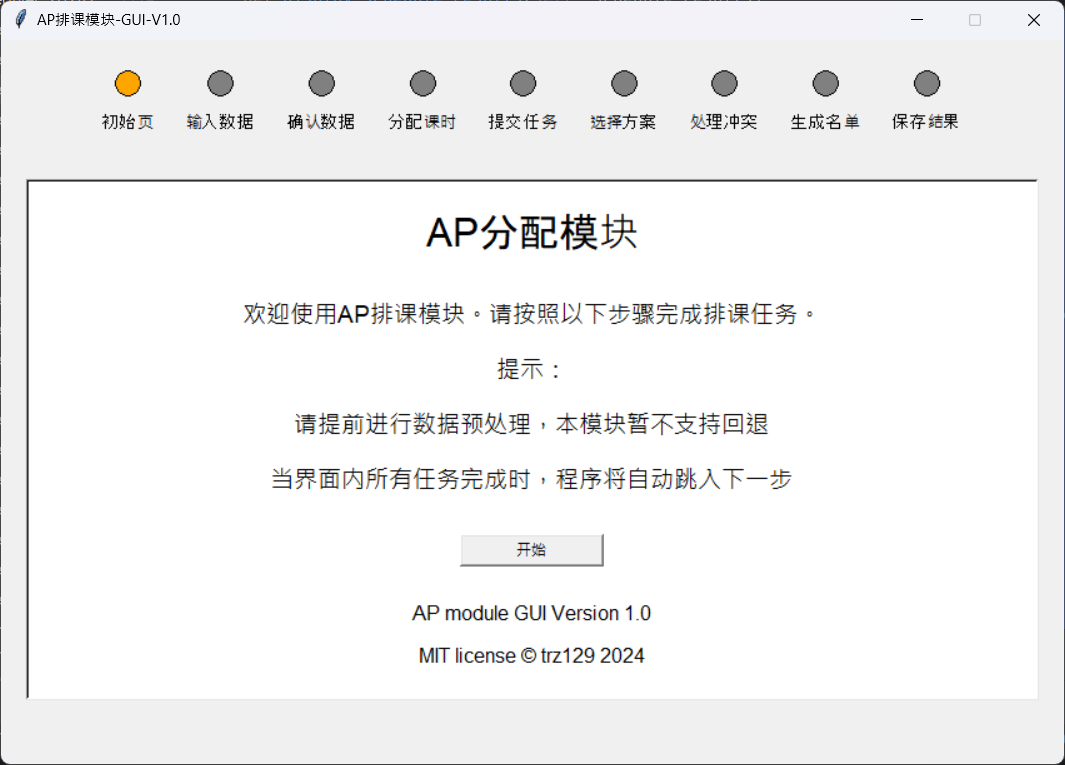 AP排课模块-GUI-V1.0
初始页 输入数据 确认数据 分配课时 提交任务 选择方案 处理冲突 生成名单 保存结果
AP分配模块
欢迎使用AP排课模块。请按照以下步骤完成排课任务。
提示：
请提前进行数据预处理，本模块暂不支持回退
当界面内所有任务完成时，程序将自动跳入下一步
开始
AP module GUI Version 1.0
MIT license © trz129 2024